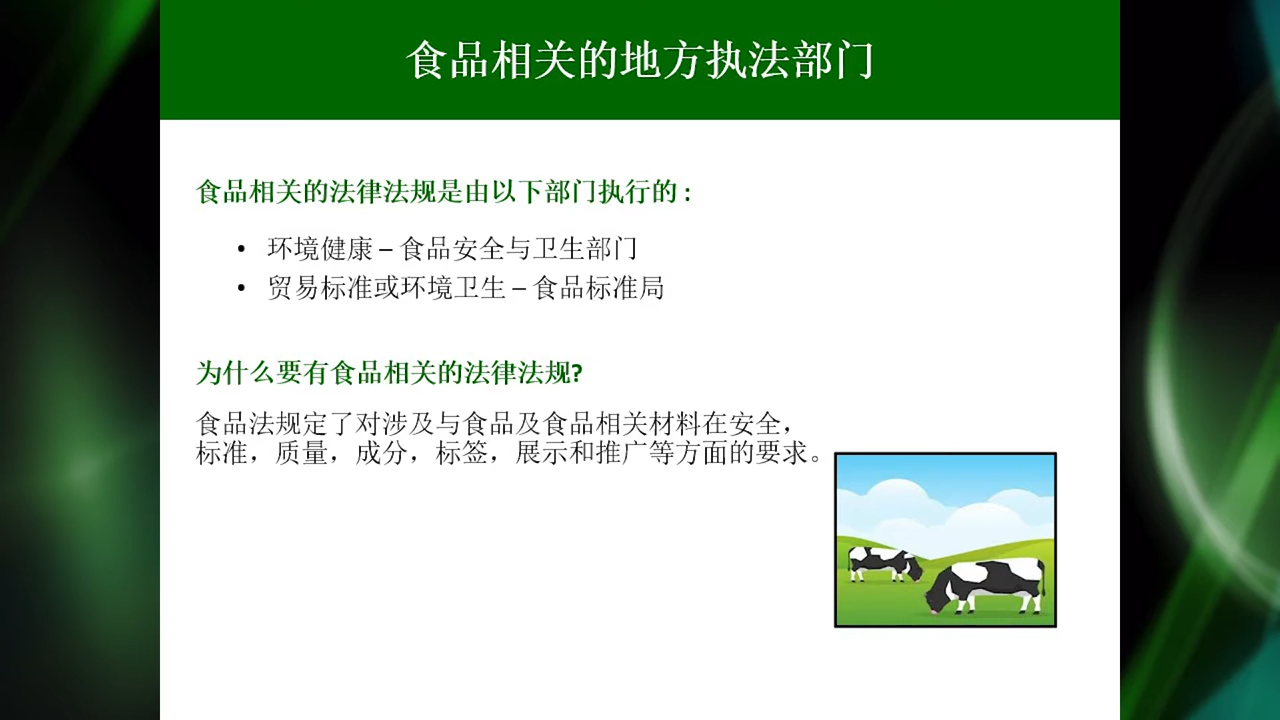 食品相关的地方执法部门
食品相关的法律法规是由以下部门执行的：
• 环境健康 – 食品安全与卫生部门
• 贸易标准或环境卫生 – 食品标准局
为什么要有食品相关的法律法规?
食品法规定了对涉及与食品及食品相关材料在安全，
标准，质量，成分，标签，展示和推广等方面的要求。